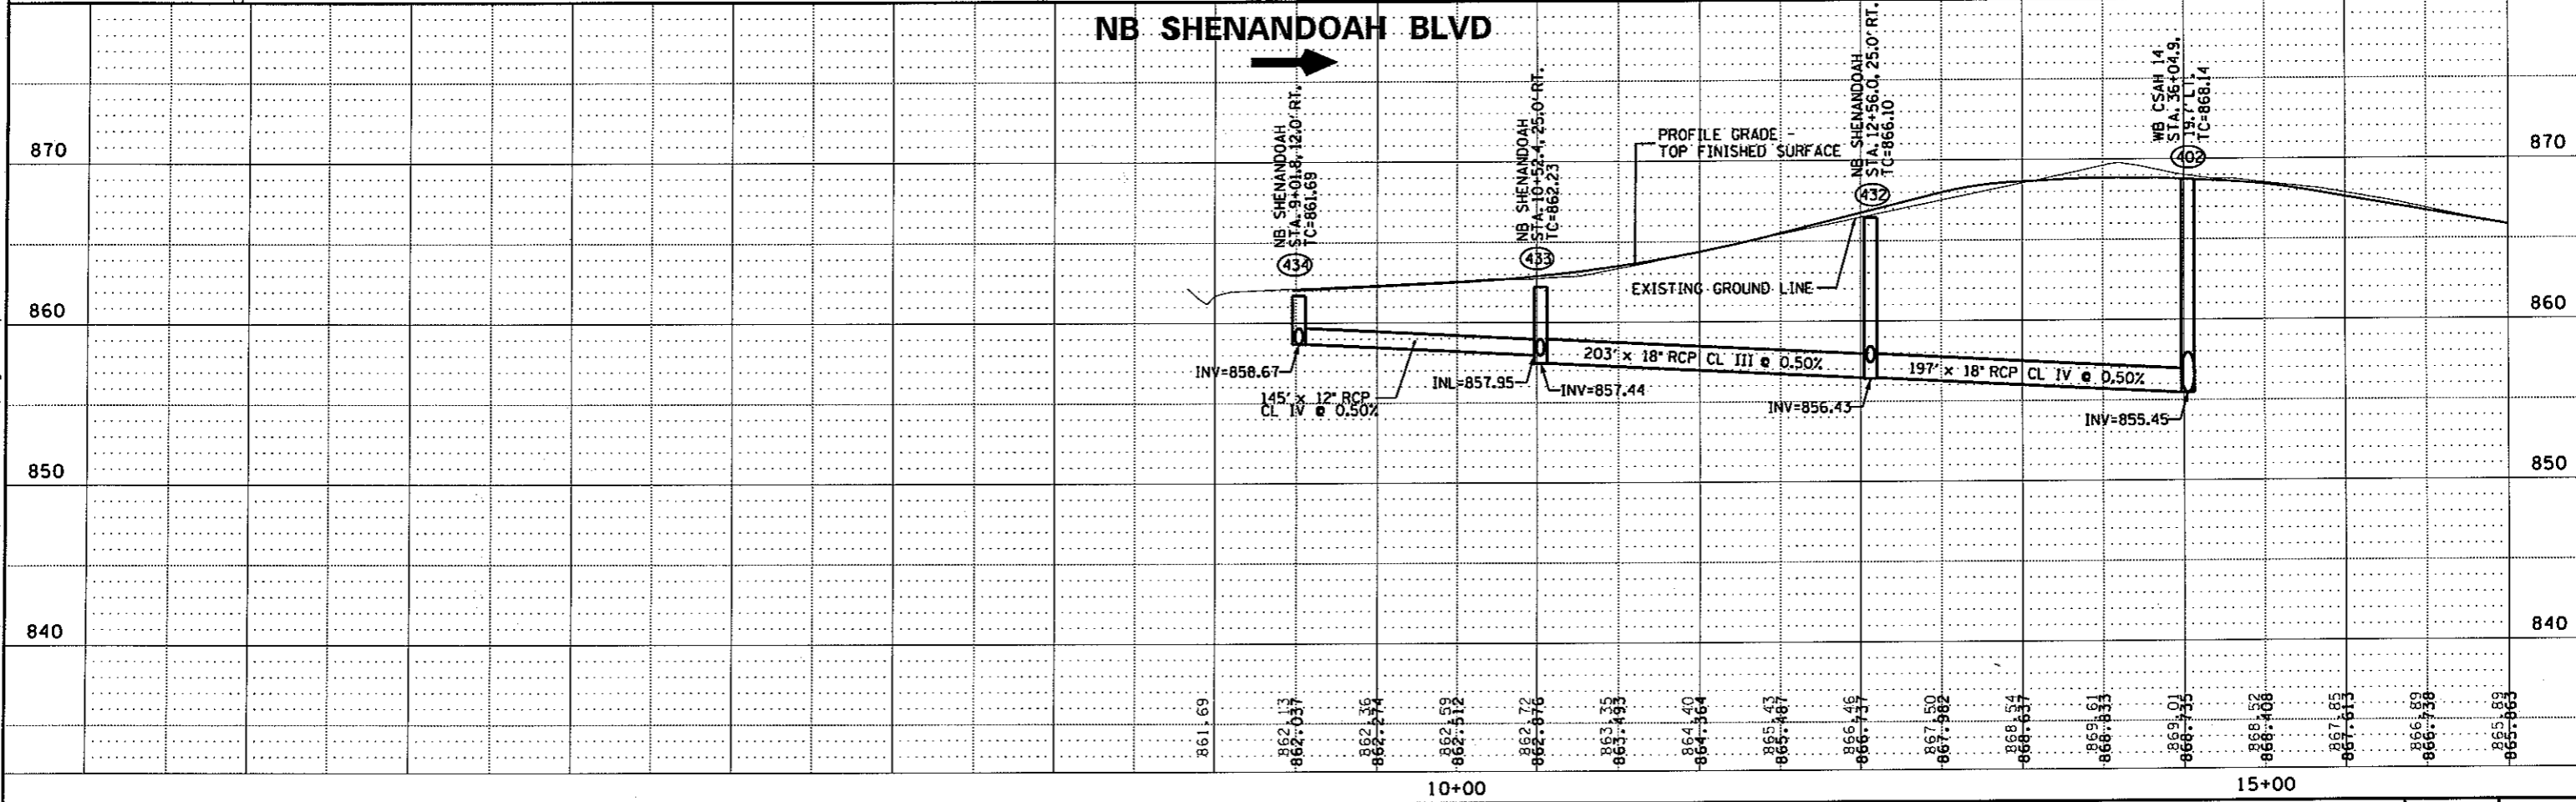 NB SHENANDOAH BLVD
NB SHENANDOAH
STA. 9+01.8, 12.0' RT.
TC=861.69
434
NB SHENANDOAH
STA. 10+52.4, 25.0' RT.
TC=862.23
433
PROFILE GRADE -
TOP FINISHED SURFACE
NB SHENANDOAH
STA. 12+56.0, 25.0' RT.
TC=866.10
432
WB CSAH 14
STA. 36+04.9,
19.7' LT.
TC=868.14
402
EXISTING GROUND LINE
870
870
860
860
850
850
840
840
INV=858.67
145' x 12" RCP
CL IV @ 0.50%
INL=857.95
INV=857.44
203' x 18" RCP CL III @ 0.50%
INV=856.43
197' x 18" RCP CL IV @ 0.50%
INV=855.45
861.69
862.13
862.037
862.36
862.274
862.59
862.512
862.72
862.876
863.35
863.493
864.40
864.364
865.43
865.487
866.46
866.737
867.50
867.982
868.54
868.637
869.61
868.833
869.01
868.735
868.52
868.408
867.85
867.613
866.89
866.738
865.89
865.863
10+00
15+00